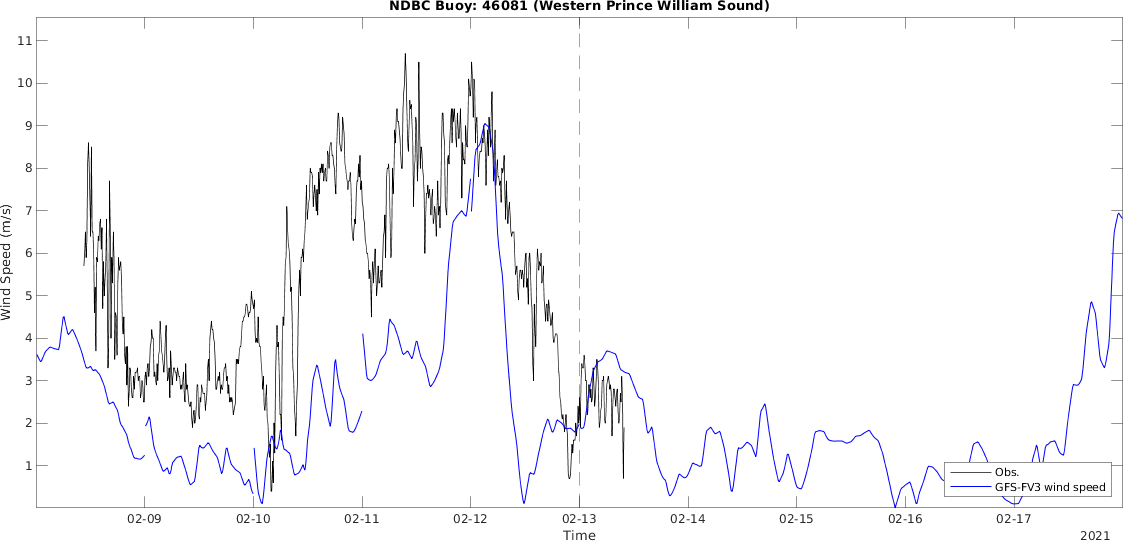 NDBC Buoy: 46081 (Western Prince William Sound)
11
10
9
8
7
6
5
4
3
2
1
Wind Speed (m/s)
02-09 02-10 02-11 02-12 02-13 02-14 02-15 02-16 02-17
Time
2021
Obs.
GFS-FV3 wind speed